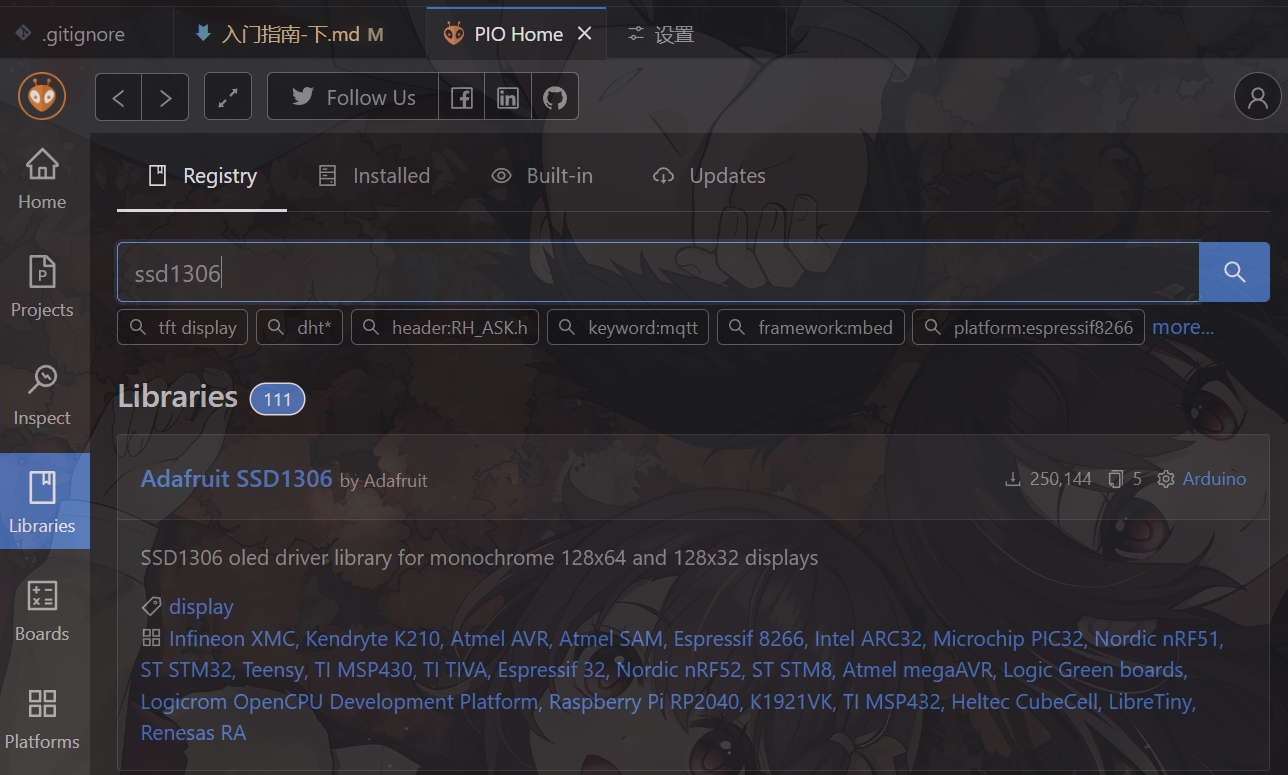 .gitignore 入门指南-下.md M PIO Home 设置
Follow Us
Home
Projects
Inspect
Libraries
Boards
Platforms
Registry Installed Built-in Updates
ssd1306
tft display dht* header:RH_ASK.h keyword:mqtt framework:mbed platform:espressif8266 more...
Libraries 111
Adafruit SSD1306 by Adafruit 250,144 5 Arduino
SSD1306 oled driver library for monochrome 128x64 and 128x32 displays
display
Infineon XMC, Kendryte K210, Atmel AVR, Atmel SAM, Espressif 8266, Intel ARC32, Microchip PIC32, Nordic nRF51,
ST STM32, Teensy, TI MSP430, TI TIVA, Espressif 32, Nordic nRF52, ST STM8, Atmel megaAVR, Logic Green boards,
Logicrom OpenCPU Development Platform, Raspberry Pi RP2040, K1921VK, TI MSP432, Heltec CubeCell, LibreTiny,
Renesas RA